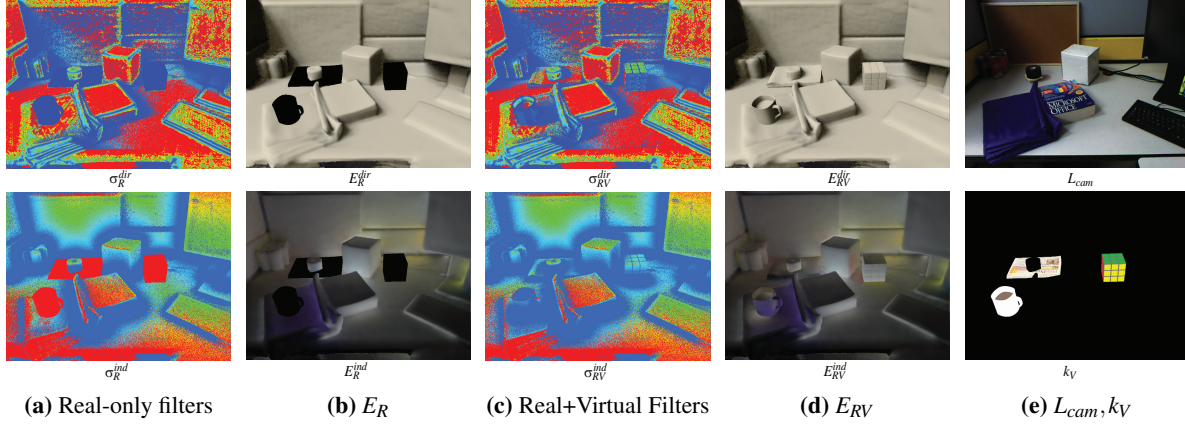 σ_R^dir E_R^dir σ_RV^dir E_RV^dir L_cam
MICROSOFT
OFFICE
σ_R^ind E_R^ind σ_RV^ind E_RV^ind k_V
(a) Real-only filters (b) E_R (c) Real+Virtual Filters (d) E_RV (e) L_cam, k_V